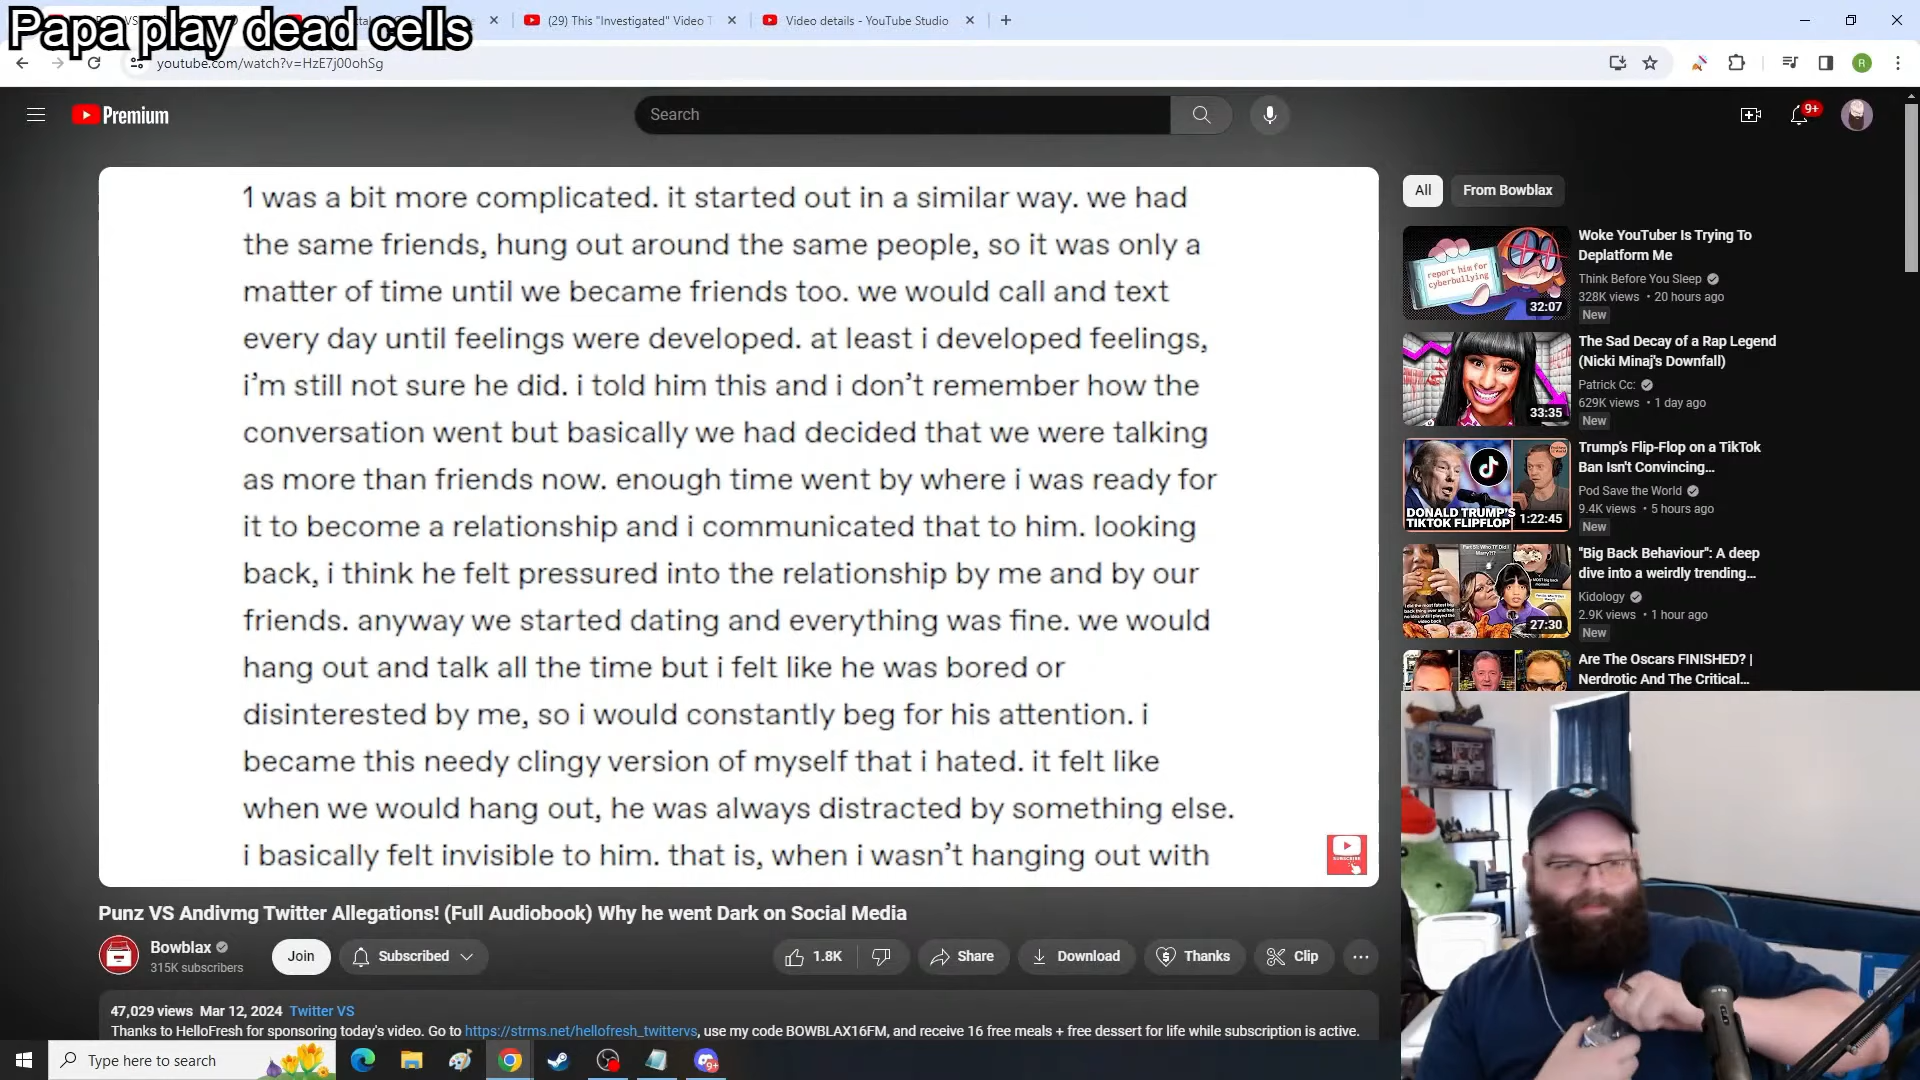 Papa play dead cells
(29) This "Investigated" Video T
Video details - YouTube Studio
youtube.com/watch?v=HzE7j00ohSg
R
Premium
Search
9+
1 was a bit more complicated. it started out in a similar way. we had
the same friends, hung out around the same people, so it was only a
matter of time until we became friends too. we would call and text
every day until feelings were developed. at least i developed feelings,
i'm still not sure he did. i told him this and i don't remember how the
conversation went but basically we had decided that we were talking
as more than friends now. enough time went by where i was ready for
it to become a relationship and i communicated that to him. looking
back, i think he felt pressured into the relationship by me and by our
friends. anyway we started dating and everything was fine. we would
hang out and talk all the time but i felt like he was bored or
disinterested by me, so i would constantly beg for his attention. i
became this needy clingy version of myself that i hated. it felt like
when we would hang out, he was always distracted by something else.
i basically felt invisible to him. that is, when i wasn't hanging out with
SUBSCRIBE
All
From Bowblax
report him for
cyberbullying
32:07
Woke YouTuber Is Trying To
Deplatform Me
Think Before You Sleep
328K views • 20 hours ago
New
33:35
The Sad Decay of a Rap Legend
(Nicki Minaj's Downfall)
Patrick Cc:
629K views • 1 day ago
New
DONALD TRUMP'S
TIKTOK FLIPFLOP
1:22:45
Trump's Flip-Flop on a TikTok
Ban Isn't Convincing...
Pod Save the World
9.4K views • 5 hours ago
New
27:30
"Big Back Behaviour": A deep
dive into a weirdly trending...
Kidology
2.9K views • 1 hour ago
New
Are The Oscars FINISHED? |
Nerdrotic And The Critical...
Punz VS Andivmg Twitter Allegations! (Full Audiobook) Why he went Dark on Social Media
Bowblax
315K subscribers
Join
Subscribed
1.8K
Share
Download
Thanks
Clip
47,029 views Mar 12, 2024 Twitter VS
Thanks to HelloFresh for sponsoring today's video. Go to https://strms.net/hellofresh_twittervs, use my code BOWBLAX16FM, and receive 16 free meals + free dessert for life while subscription is active.
Type here to search
9+